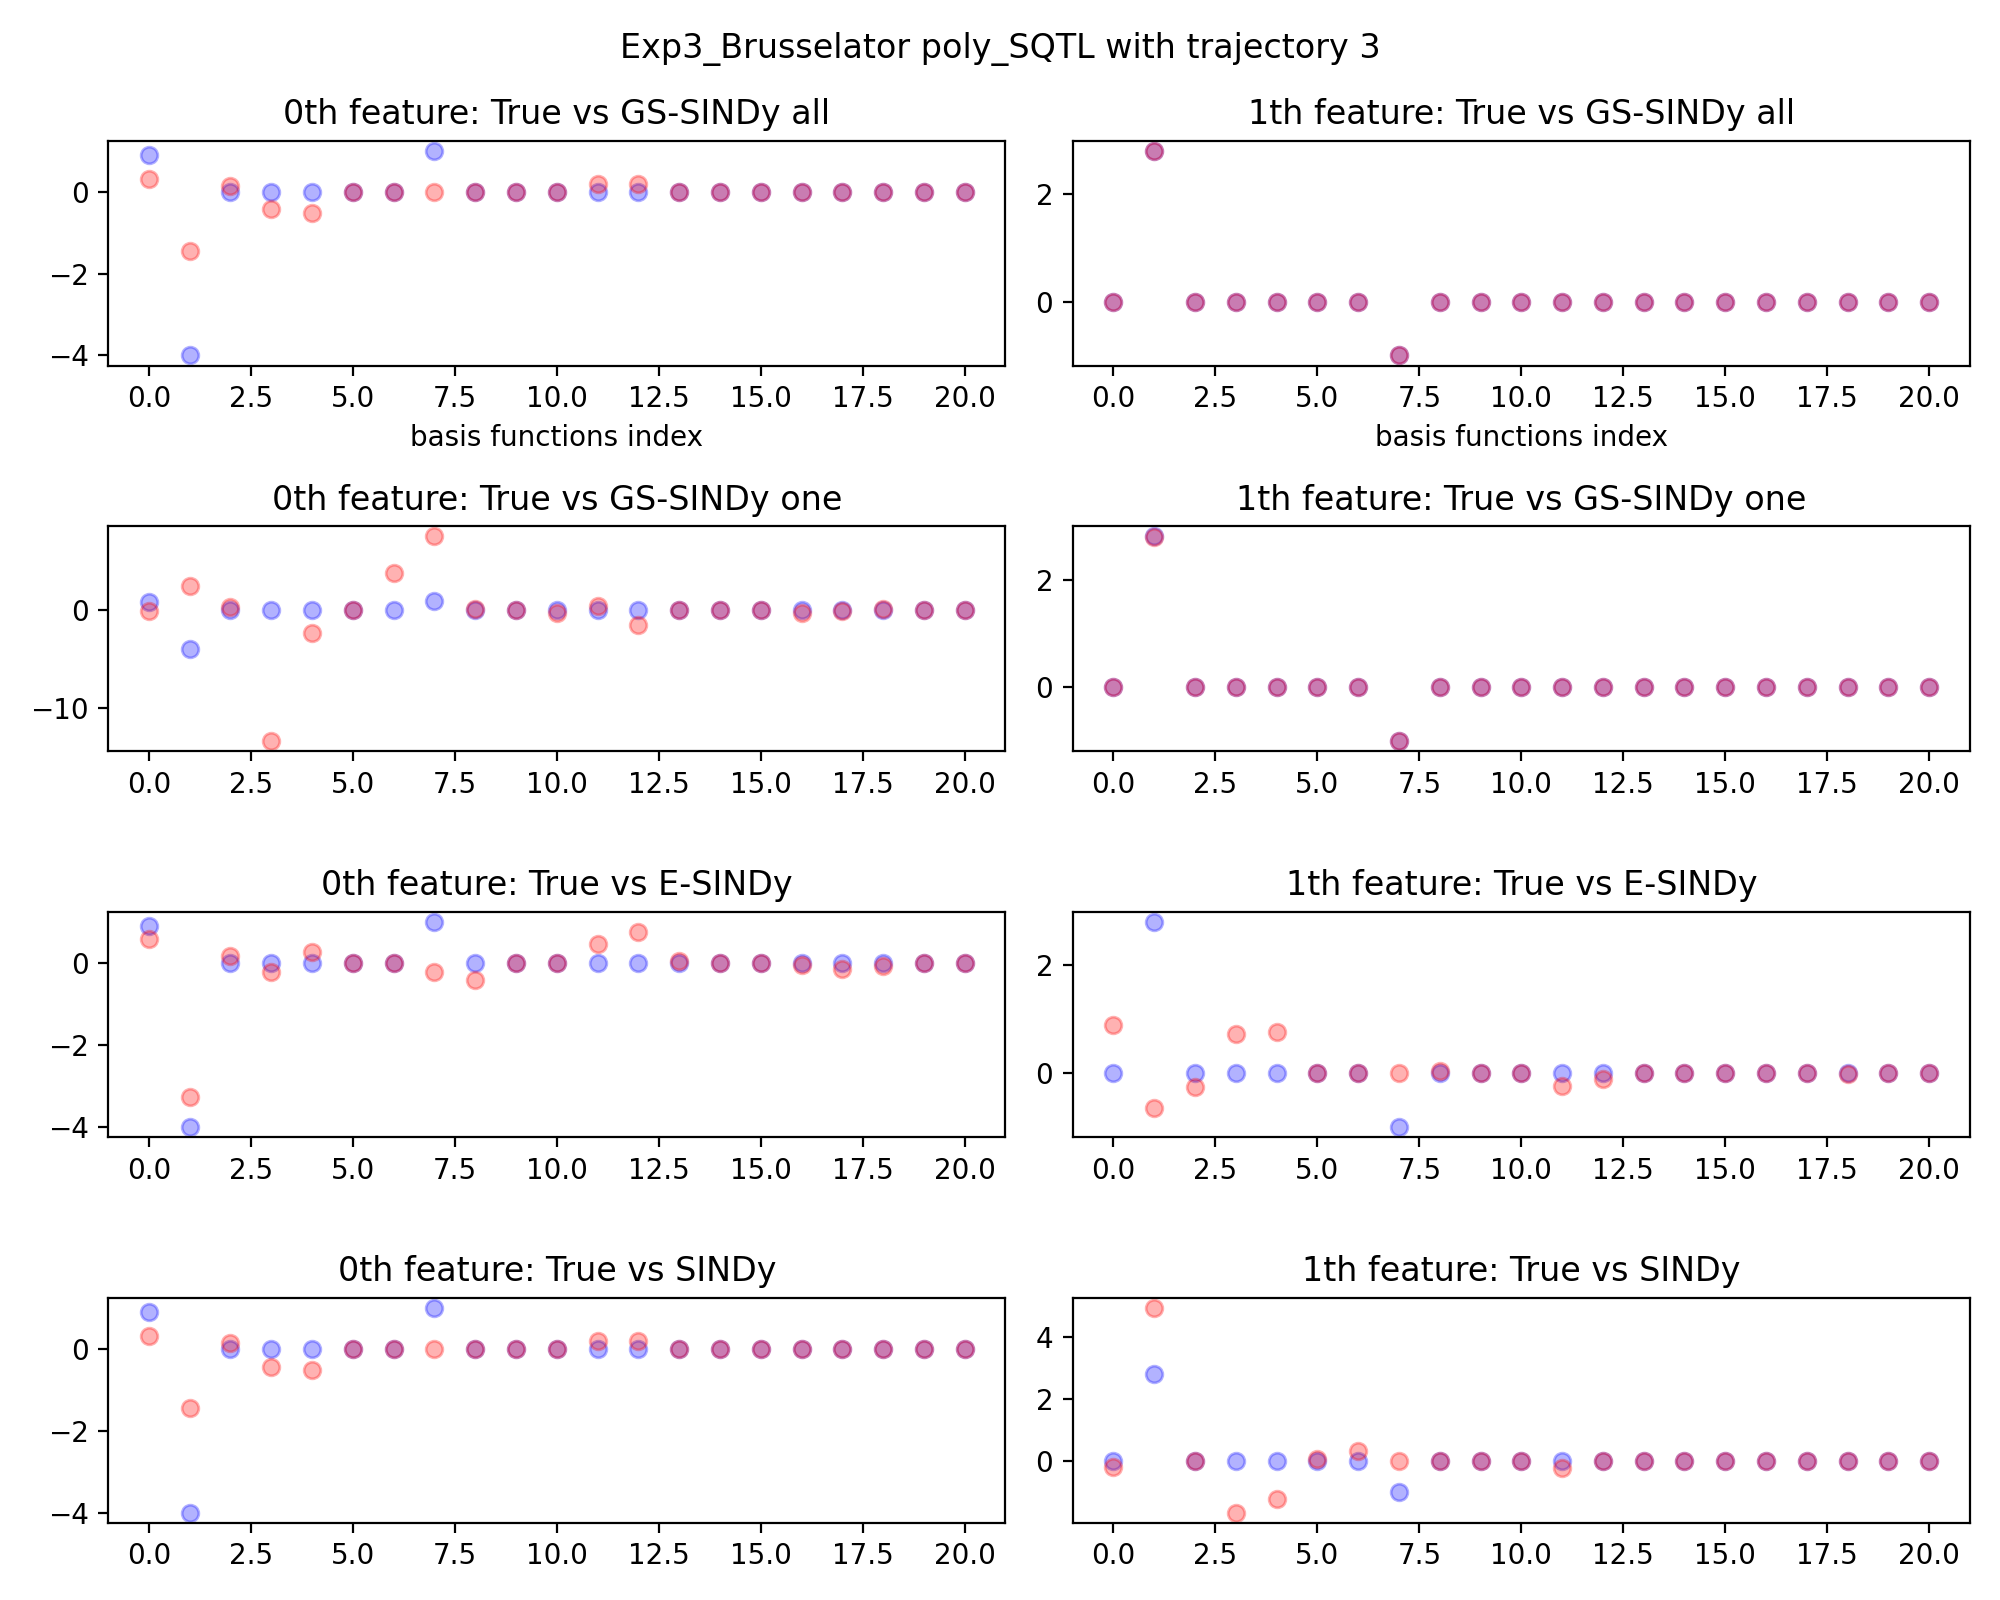 Exp3_Brusselator poly_SQTL with trajectory 3
0th feature: True vs GS-SINDy all
0
−2
−4
0.0 2.5 5.0 7.5 10.0 12.5 15.0 17.5 20.0
basis functions index
1th feature: True vs GS-SINDy all
2
0
0.0 2.5 5.0 7.5 10.0 12.5 15.0 17.5 20.0
basis functions index
0th feature: True vs GS-SINDy one
0
−10
0.0 2.5 5.0 7.5 10.0 12.5 15.0 17.5 20.0
1th feature: True vs GS-SINDy one
2
0
0.0 2.5 5.0 7.5 10.0 12.5 15.0 17.5 20.0
0th feature: True vs E-SINDy
0
−2
−4
0.0 2.5 5.0 7.5 10.0 12.5 15.0 17.5 20.0
1th feature: True vs E-SINDy
2
0
0.0 2.5 5.0 7.5 10.0 12.5 15.0 17.5 20.0
0th feature: True vs SINDy
0
−2
−4
0.0 2.5 5.0 7.5 10.0 12.5 15.0 17.5 20.0
1th feature: True vs SINDy
4
2
0
0.0 2.5 5.0 7.5 10.0 12.5 15.0 17.5 20.0